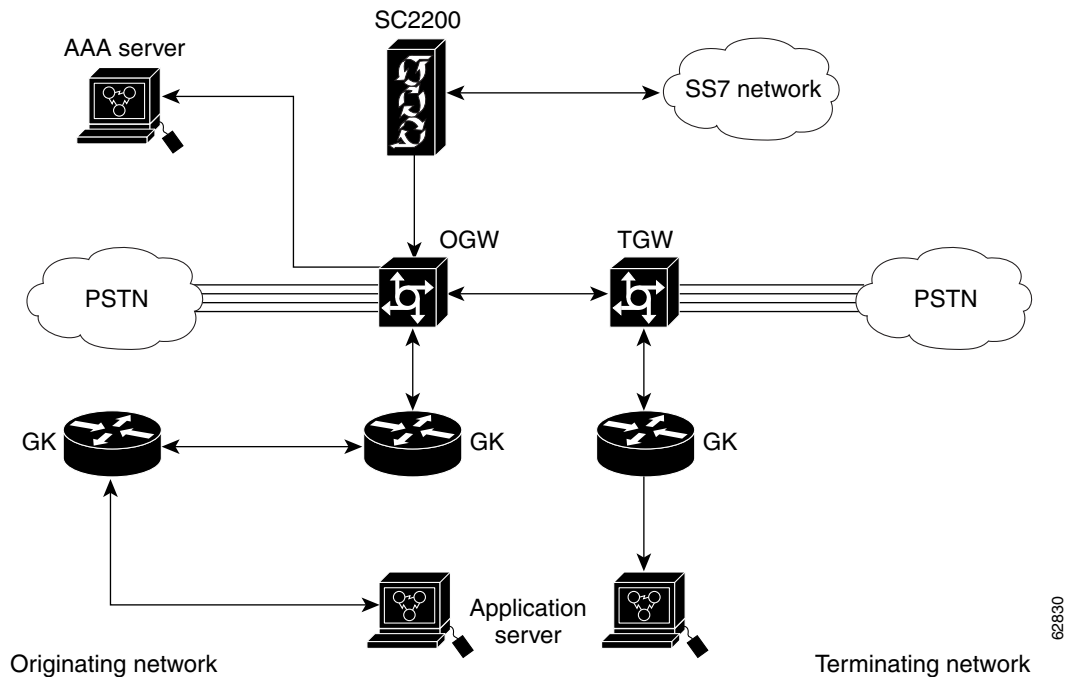 SC2200
AAA server
SS7 network
OGW
TGW
PSTN
PSTN
GK
GK
GK
Application
server
62830
Originating network
Terminating network